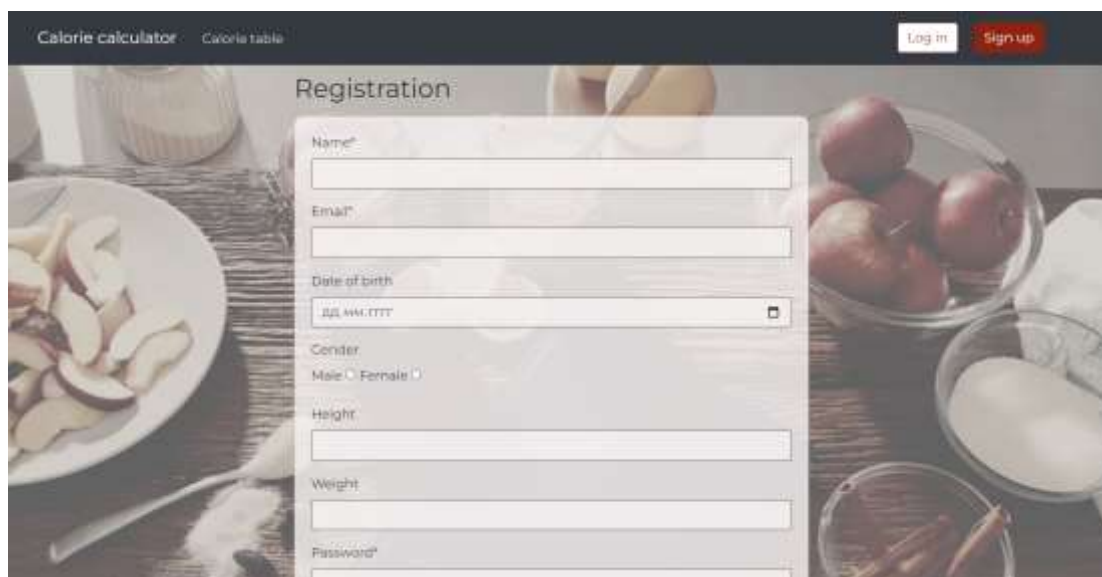 Calorie calculator Calorie table Log in Sign up
Registration
Name*
Email*
Date of birth
дд.мм.гггг
Gender
Male Female
Height
Weight
Password*